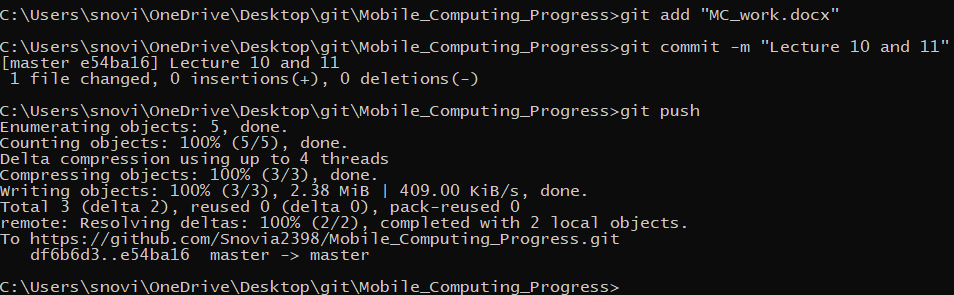 C:\Users\snovi\OneDrive\Desktop\git\Mobile_Computing_Progress>git add "MC_work.docx"
C:\Users\snovi\OneDrive\Desktop\git\Mobile_Computing_Progress>git commit -m "Lecture 10 and 11"
[master e54ba16] Lecture 10 and 11
 1 file changed, 0 insertions(+), 0 deletions(-)
C:\Users\snovi\OneDrive\Desktop\git\Mobile_Computing_Progress>git push
Enumerating objects: 5, done.
Counting objects: 100% (5/5), done.
Delta compression using up to 4 threads
Compressing objects: 100% (3/3), done.
Writing objects: 100% (3/3), 2.38 MiB | 409.00 KiB/s, done.
Total 3 (delta 2), reused 0 (delta 0), pack-reused 0
remote: Resolving deltas: 100% (2/2), completed with 2 local objects.
To https://github.com/Snovia2398/Mobile_Computing_Progress.git
   df6b6d3..e54ba16  master -> master
C:\Users\snovi\OneDrive\Desktop\git\Mobile_Computing_Progress>